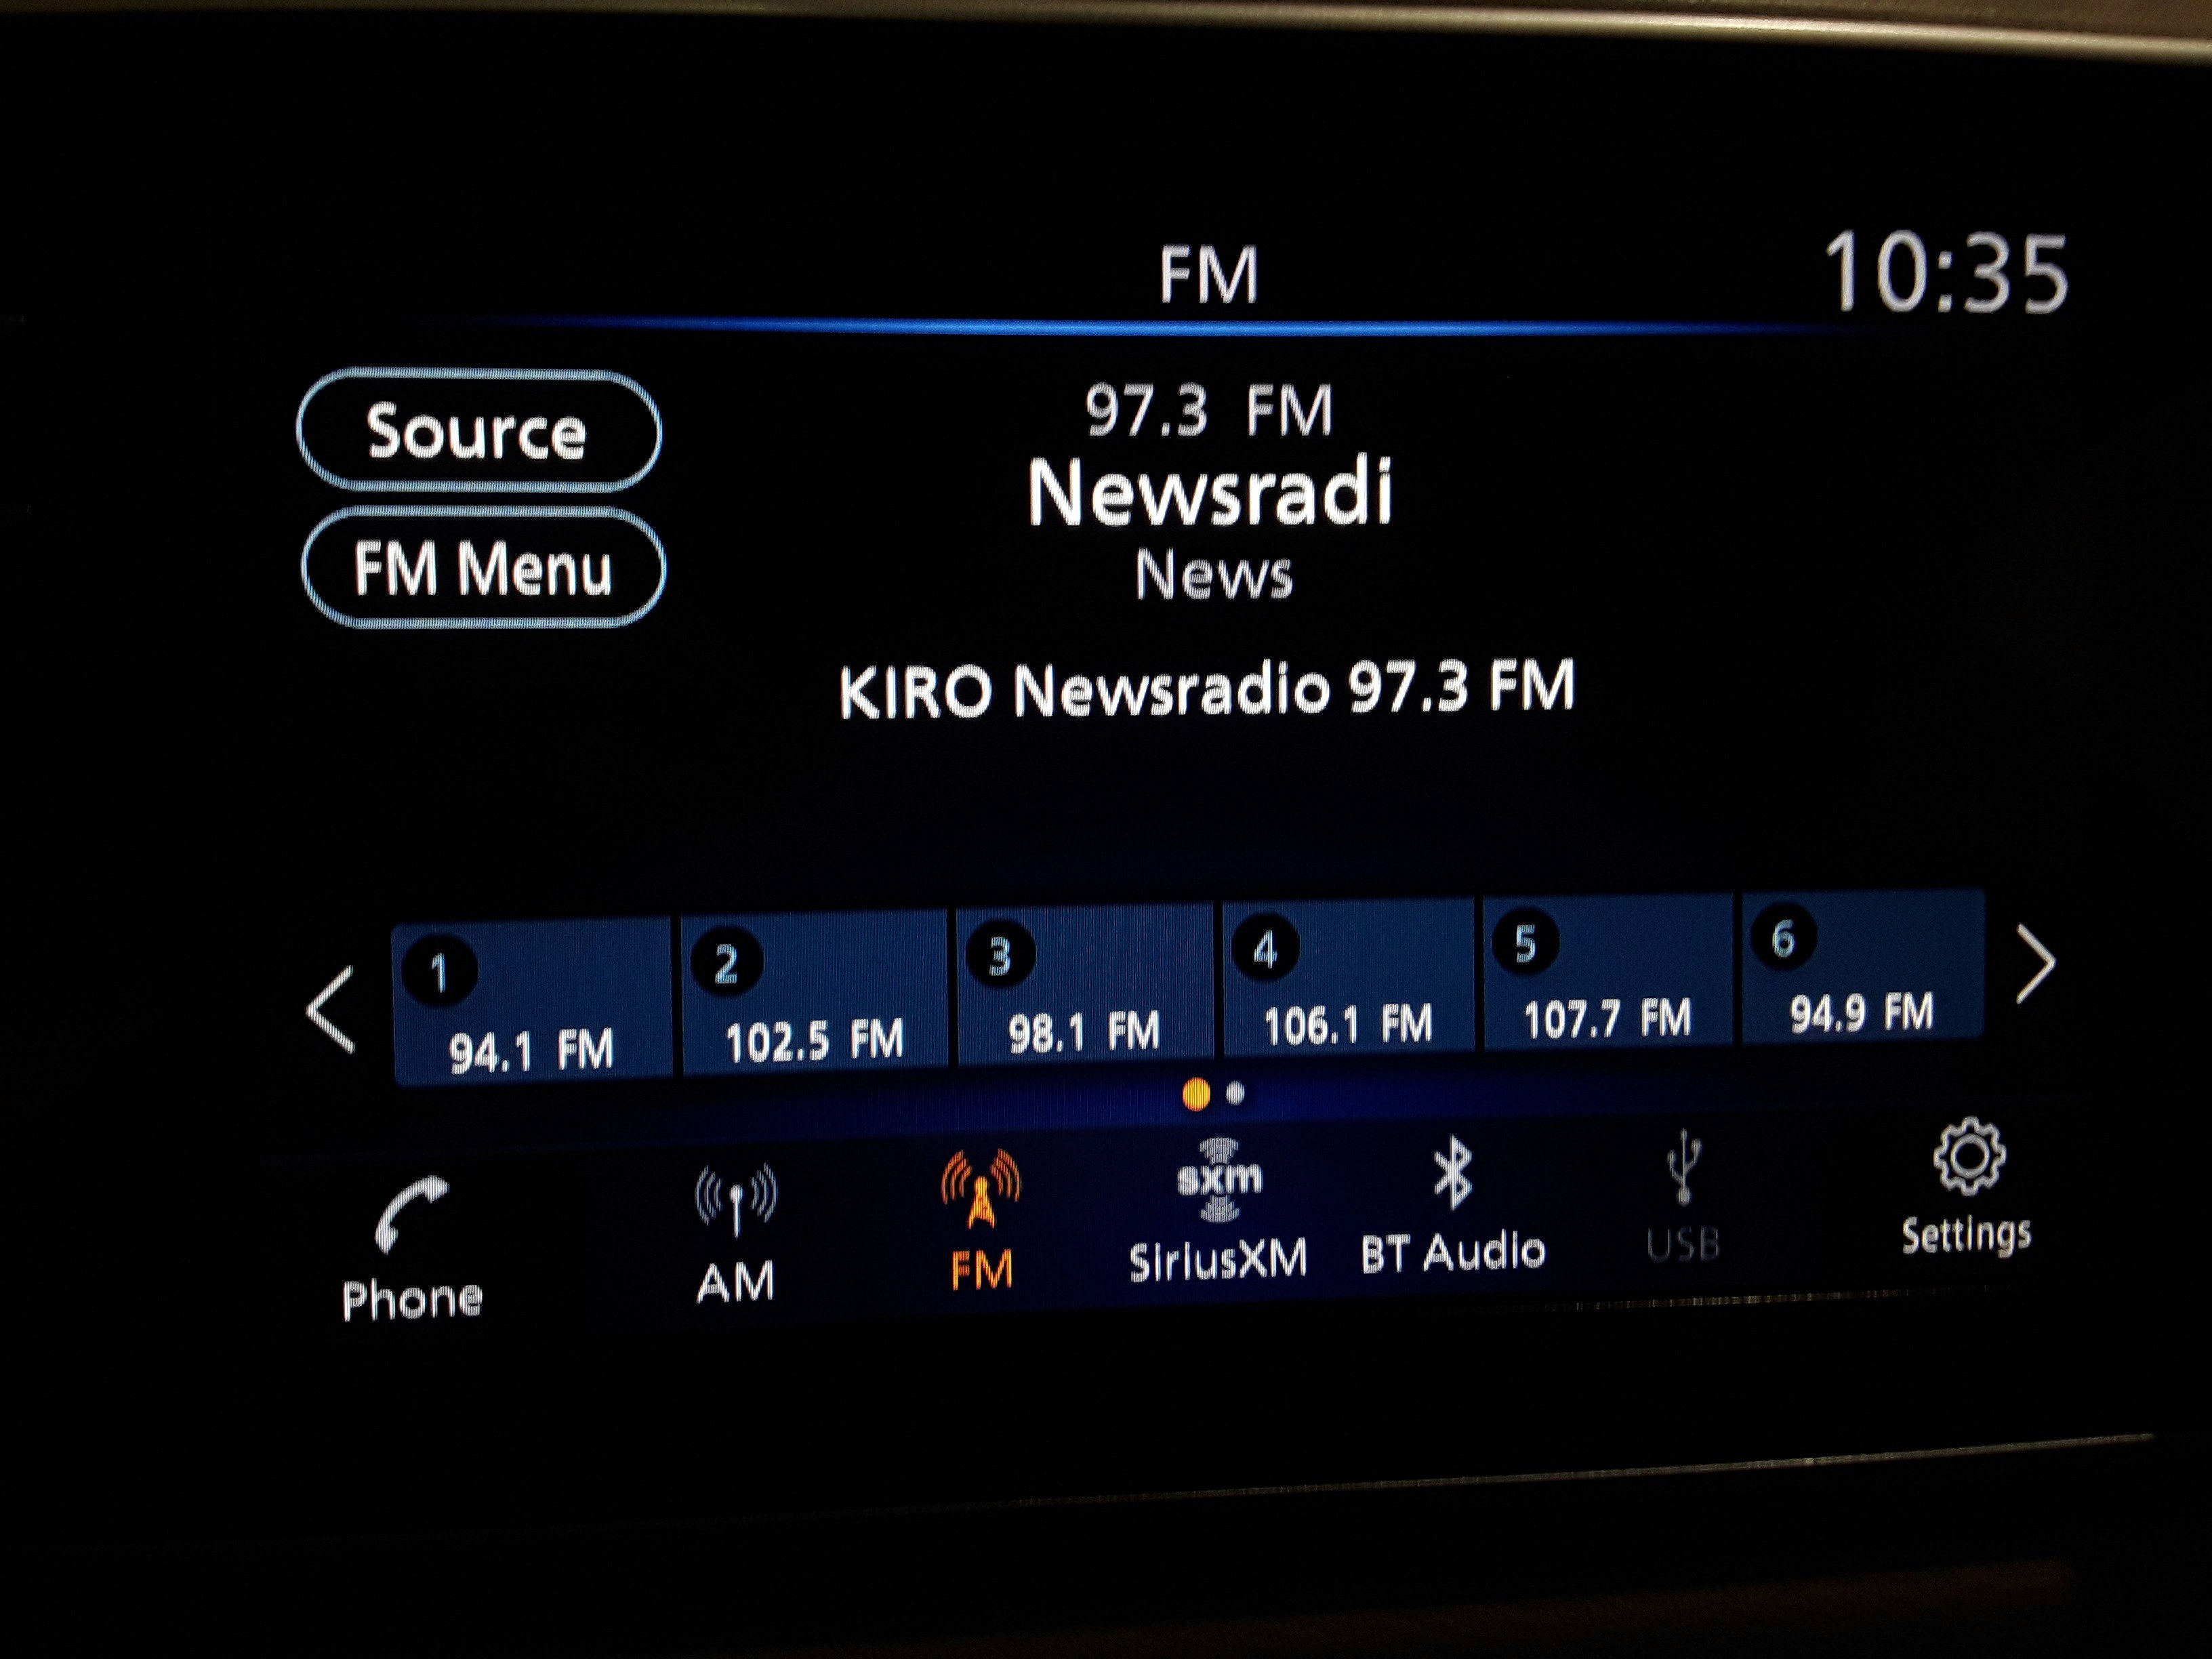 FM
10:35
Source
FM Menu
97.3 FM
Newsradi
News
KIRO Newsradio 97.3 FM
1 2 3 4 5 6
94.1 FM 102.5 FM 98.1 FM 106.1 FM 107.7 FM 94.9 FM
sxm
Phone AM FM SiriusXM BT Audio USB Settings